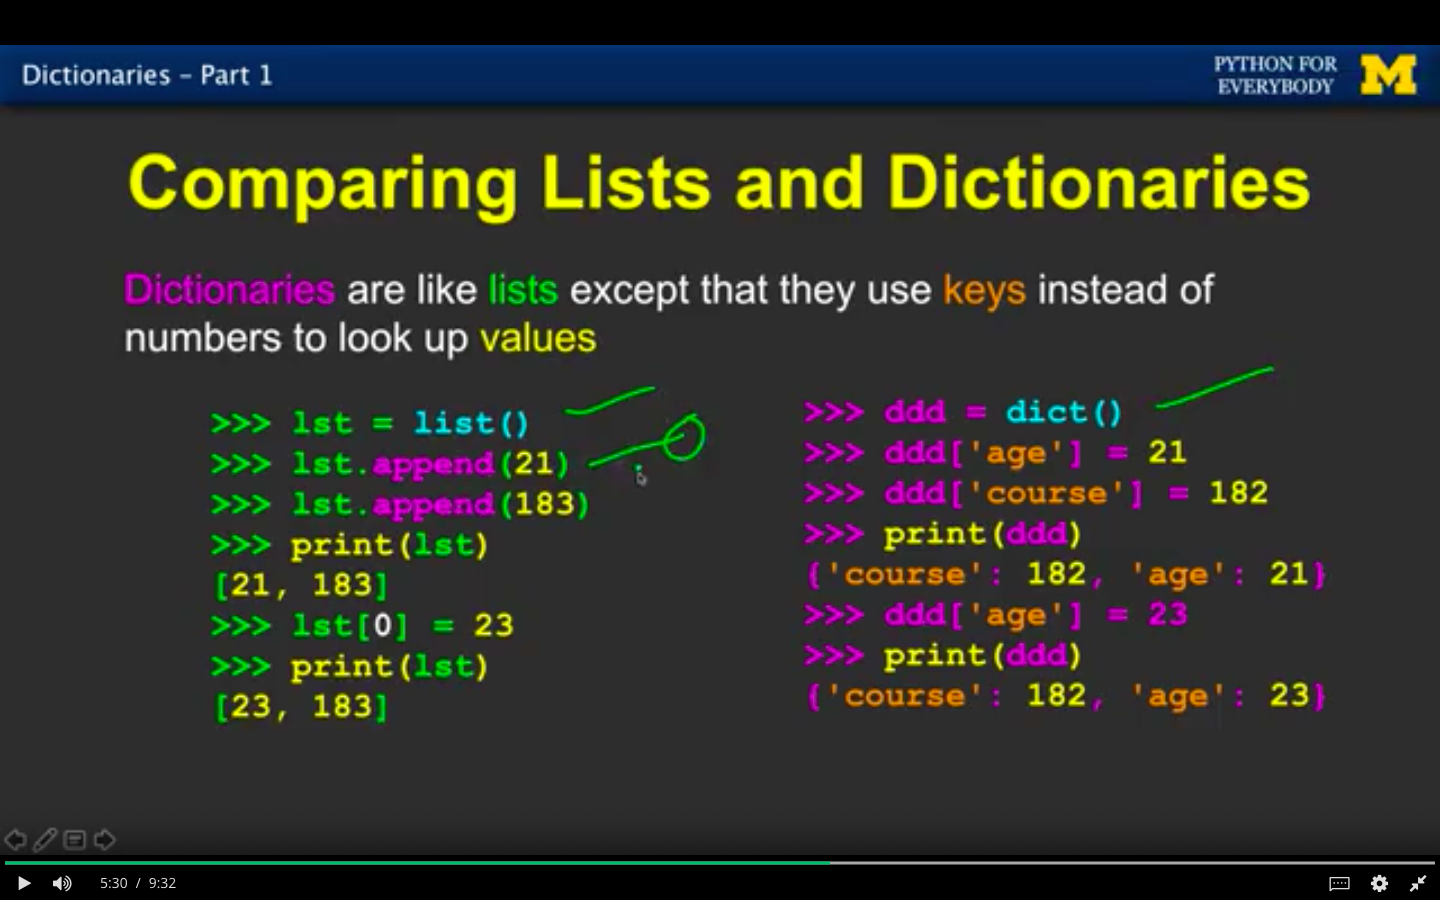 Dictionaries – Part 1
PYTHON FOR
EVERYBODY
M
Comparing Lists and Dictionaries
Dictionaries are like lists except that they use keys instead of
numbers to look up values
>>> lst = list()
>>> lst.append(21)
>>> lst.append(183)
>>> print(lst)
[21, 183]
>>> lst[0] = 23
>>> print(lst)
[23, 183]
>>> ddd = dict()
>>> ddd['age'] = 21
>>> ddd['course'] = 182
>>> print(ddd)
{'course': 182, 'age': 21}
>>> ddd['age'] = 23
>>> print(ddd)
{'course': 182, 'age': 23}
5:30 / 9:32